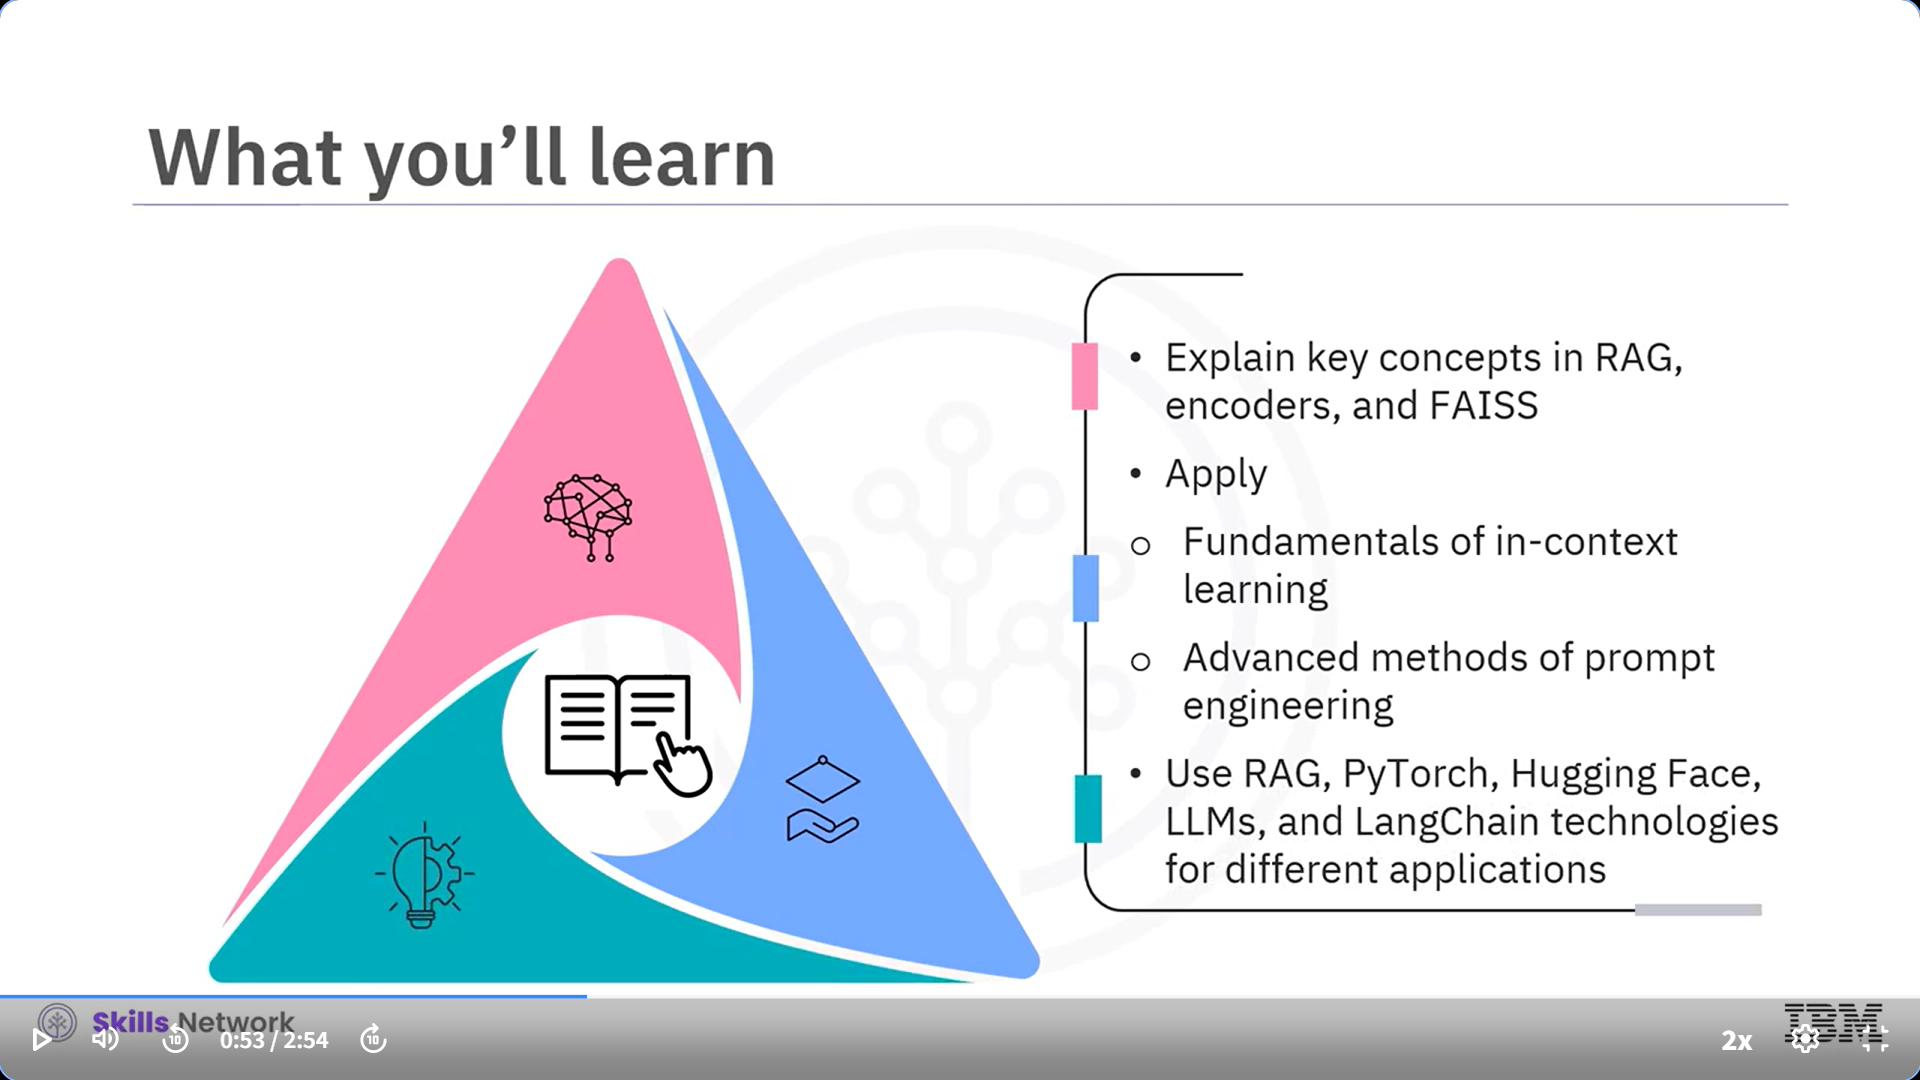 What you’ll learn
• Explain key concepts in RAG,
encoders, and FAISS
• Apply
o Fundamentals of in-context
learning
o Advanced methods of prompt
engineering
• Use RAG, PyTorch, Hugging Face,
LLMs, and LangChain technologies
for different applications
Skills Network
IBM
10
0:53 / 2:54
10
2x